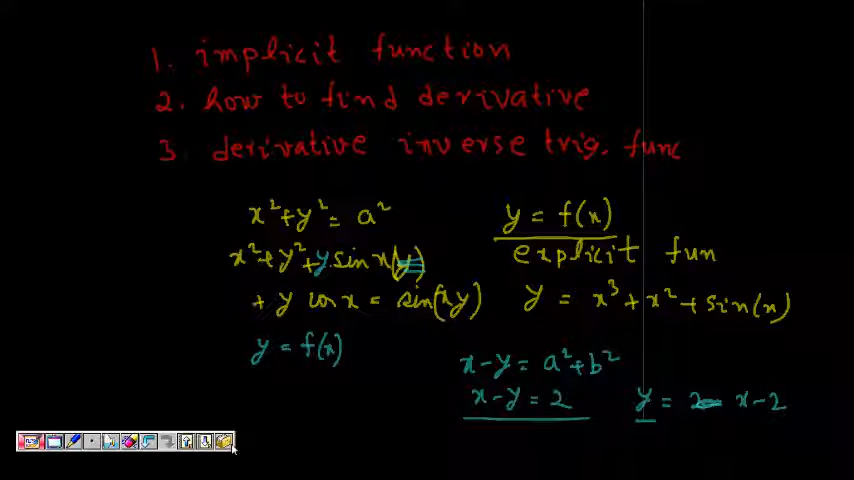 1. implicit function
2. how to find derivative
3. derivative inverse trig. func
x² + y² = a²
y = f(x)
explicit fun
x² + y² + y sin x
+ y cos x = sin(xy)
y = x³ + x² + sin(x)
y = f(x)
x - y = a² + b²
x - y = 2
y = x - 2